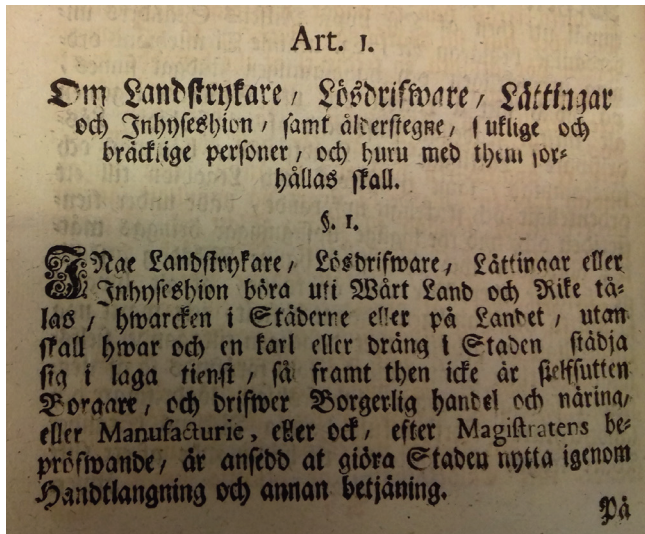 Art. 1.
Om Landstrykare / Lösdrifware / Lättingar
och Inhyseshion / samt ålderstegne / siuklige och
bräcklige personer / och huru med them för-
hållas skall.
§. 1.
INge Landstrykare / Lösdrifware / Lättingar eller
Inhyseshion böra uti Wårt Land och Rike tå-
las / hwarcken i Städerne eller på Landet / utan
skall hwar och en karl eller dräng i Staden städja
sig i laga tienst / så framt then icke är sielfsutten
Borgare / och drifwer Borgerlig handel och näring /
eller Manufacturie, eller ock / efter Magistratens be-
pröfwande / är ansedd at giöra Staden nytta igenom
Handtlangning och annan betjäning.
På